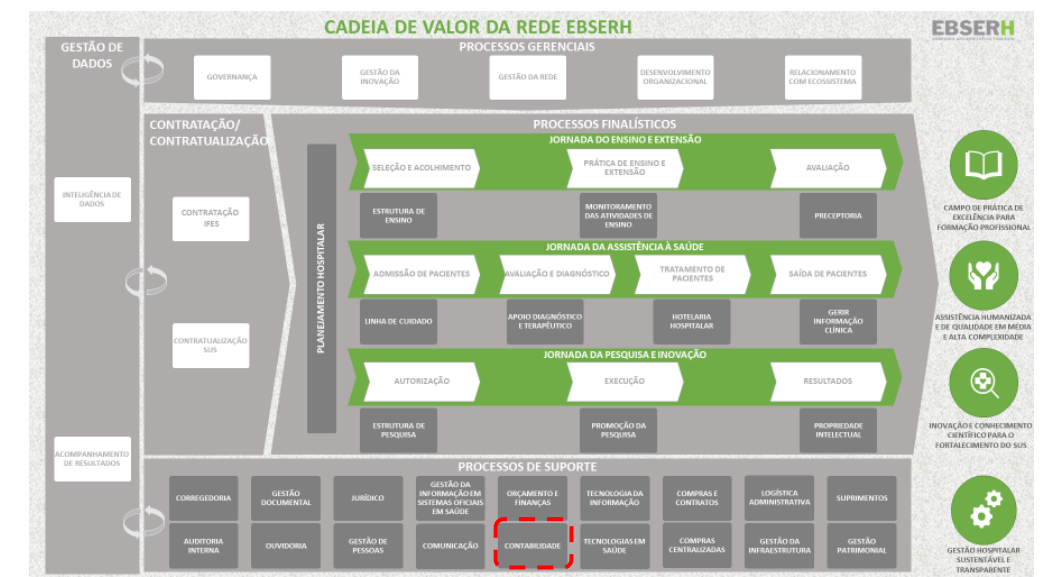 CADEIA DE VALOR DA REDE EBSERH
EBSERH
GESTÃO DE
DADOS
INTELIGÊNCIA DE
DADOS
ACOMPANHAMENTO
DE RESULTADOS
PROCESSOS GERENCIAIS
GOVERNANÇA
GESTÃO DA
INOVAÇÃO
GESTÃO DA REDE
DESENVOLVIMENTO
ORGANIZACIONAL
RELACIONAMENTO
COM ECOSSISTEMA
CONTRATAÇÃO/
CONTRATUALIZAÇÃO
CONTRATAÇÃO
IFES
CONTRATUALIZAÇÃO
SUS
PROCESSOS FINALÍSTICOS
PLANEJAMENTO HOSPITALAR
JORNADA DO ENSINO E EXTENSÃO
SELEÇÃO E ACOLHIMENTO
PRÁTICA DE ENSINO E
EXTENSÃO
AVALIAÇÃO
ESTRUTURA DE
ENSINO
MONITORAMENTO
DAS ATIVIDADES DE
ENSINO
PRECEPTORIA
JORNADA DA ASSISTÊNCIA À SAÚDE
ADMISSÃO DE PACIENTES
AVALIAÇÃO E DIAGNÓSTICO
TRATAMENTO DE
PACIENTES
SAÍDA DE PACIENTES
LINHA DE CUIDADO
APOIO DIAGNÓSTICO
E TERAPÊUTICO
HOTELARIA
HOSPITALAR
GERIR
INFORMAÇÃO
CLÍNICA
JORNADA DA PESQUISA E INOVAÇÃO
AUTORIZAÇÃO
EXECUÇÃO
RESULTADOS
ESTRUTURA DE
PESQUISA
PROMOÇÃO DA
PESQUISA
PROPRIEDADE
INTELECTUAL
PROCESSOS DE SUPORTE
CORREGEDORIA
GESTÃO
DOCUMENTAL
JURÍDICO
GESTÃO DA
INFORMAÇÃO EM
SISTEMAS OFICIAIS
EM SAÚDE
ORÇAMENTO E
FINANÇAS
TECNOLOGIA DA
INFORMAÇÃO
COMPRAS E
CONTRATOS
LOGÍSTICA
ADMINISTRATIVA
SUPRIMENTOS
AUDITORIA
INTERNA
OUVIDORIA
GESTÃO DE
PESSOAS
COMUNICAÇÃO
CONTABILIDADE
TECNOLOGIAS EM
SAÚDE
COMPRAS
CENTRALIZADAS
GESTÃO DA
INFRAESTRUTURA
GESTÃO
PATRIMONIAL
CAMPO DE PRÁTICA DE
EXCELÊNCIA PARA
FORMAÇÃO PROFISSIONAL
ASSISTÊNCIA HUMANIZADA
E DE QUALIDADE EM MÉDIA
E ALTA COMPLEXIDADE
INOVAÇÃO E CONHECIMENTO
CIENTÍFICO PARA O
FORTALECIMENTO DO SUS
GESTÃO HOSPITALAR
SUSTENTÁVEL E
TRANSPARENTE